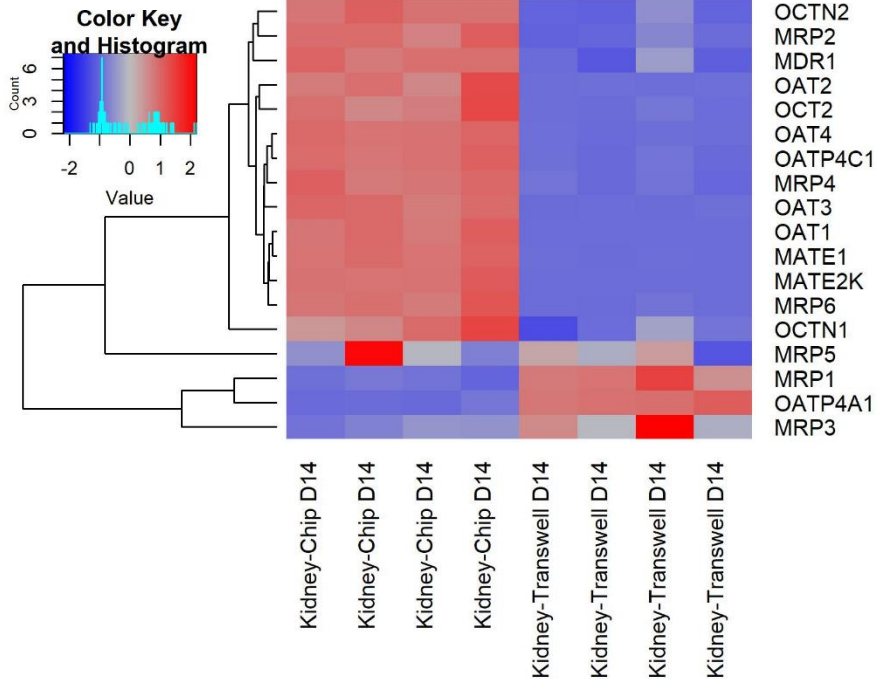 Color Key
and Histogram
Count
0 3 6
-2 -1 0 1 2
Value
OCTN2
MRP2
MDR1
OAT2
OCT2
OAT4
OATP4C1
MRP4
OAT3
OAT1
MATE1
MATE2K
MRP6
OCTN1
MRP5
MRP1
OATP4A1
MRP3
Kidney-Chip D14
Kidney-Chip D14
Kidney-Chip D14
Kidney-Chip D14
Kidney-Transwell D14
Kidney-Transwell D14
Kidney-Transwell D14
Kidney-Transwell D14